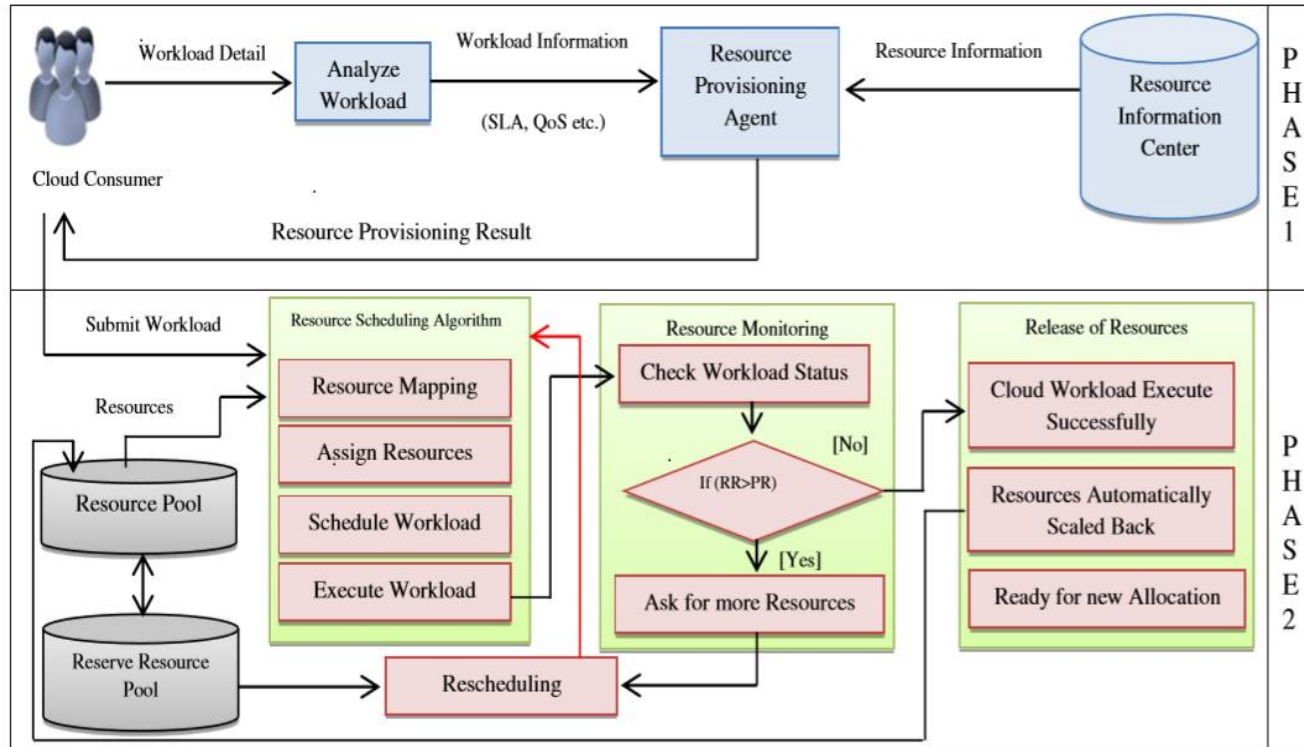 Workload Detail
Analyze
Workload
Workload Information
(SLA, QoS etc.)
Resource
Provisioning
Agent
Resource Information
Resource
Information
Center
Cloud Consumer
Resource Provisioning Result
P
H
A
S
E
1
Submit Workload
Resources
Resource Pool
Reserve Resource
Pool
Resource Scheduling Algorithm
Resource Mapping
Assign Resources
Schedule Workload
Execute Workload
Rescheduling
Resource Monitoring
Check Workload Status
[No]
If (RR>PR)
[Yes]
Ask for more Resources
Release of Resources
Cloud Workload Execute
Successfully
Resources Automatically
Scaled Back
Ready for new Allocation
P
H
A
S
E
2